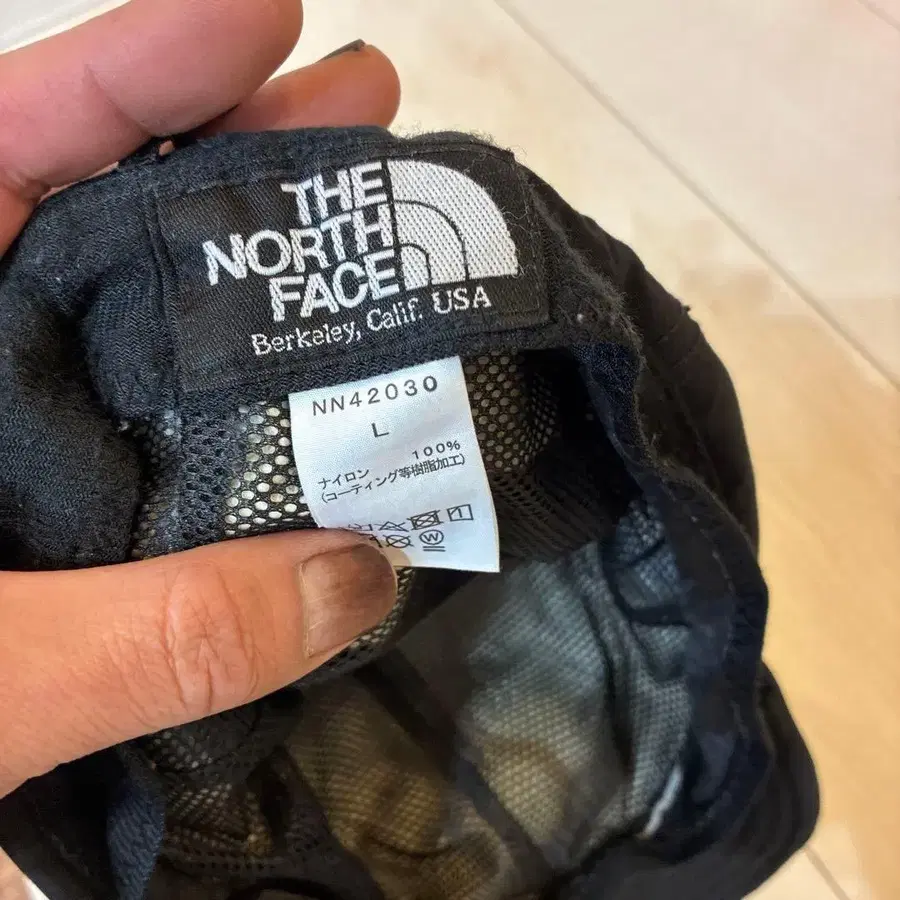 THE
NORTH
FACE
Berkeley, Calif. USA
NN42030
L
ナイロン 100%
(コーティング等樹脂加工)
1
W